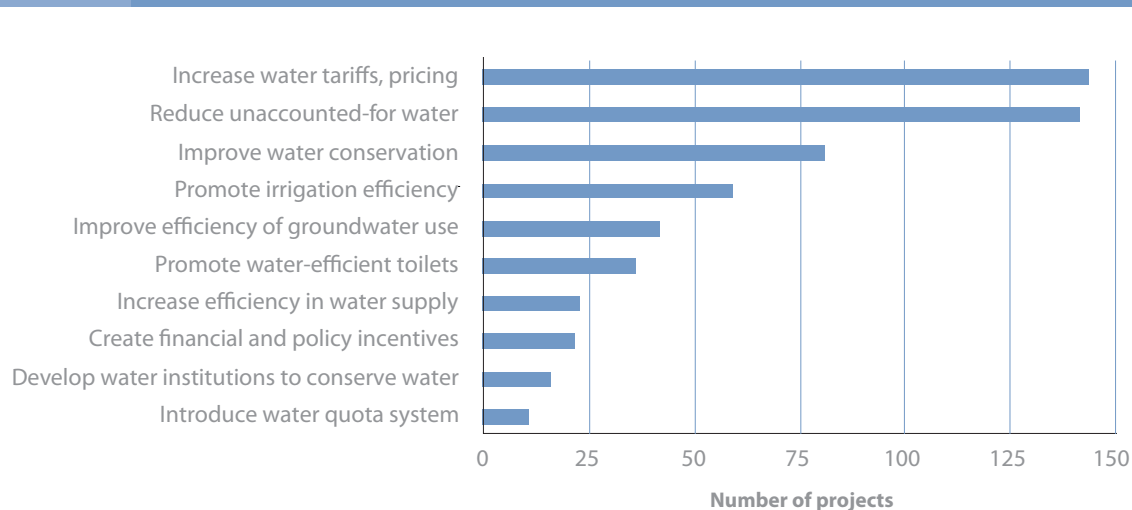 Increase water tariffs, pricing
Reduce unaccounted-for water
Improve water conservation
Promote irrigation efficiency
Improve efficiency of groundwater use
Promote water-efficient toilets
Increase efficiency in water supply
Create financial and policy incentives
Develop water institutions to conserve water
Introduce water quota system
0 25 50 75 100 125 150
Number of projects